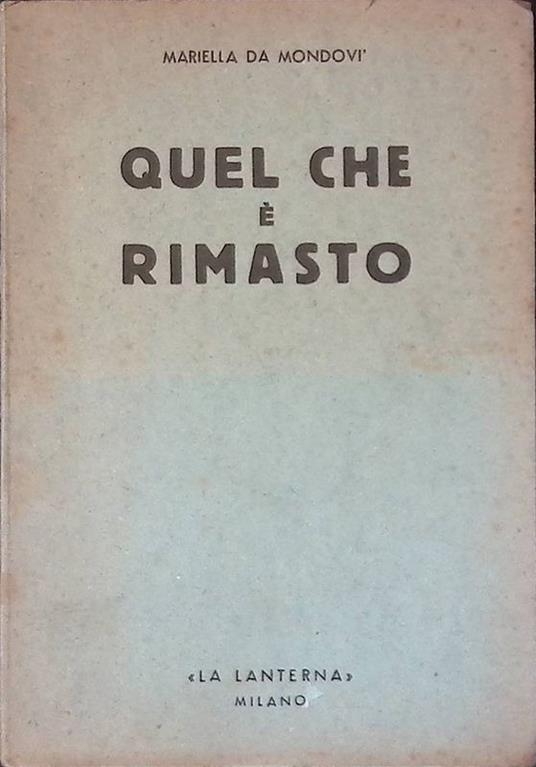 MARIELLA DA MONDOVI'
QUEL CHE
È
RIMASTO
«LA LANTERNA»
MILANO